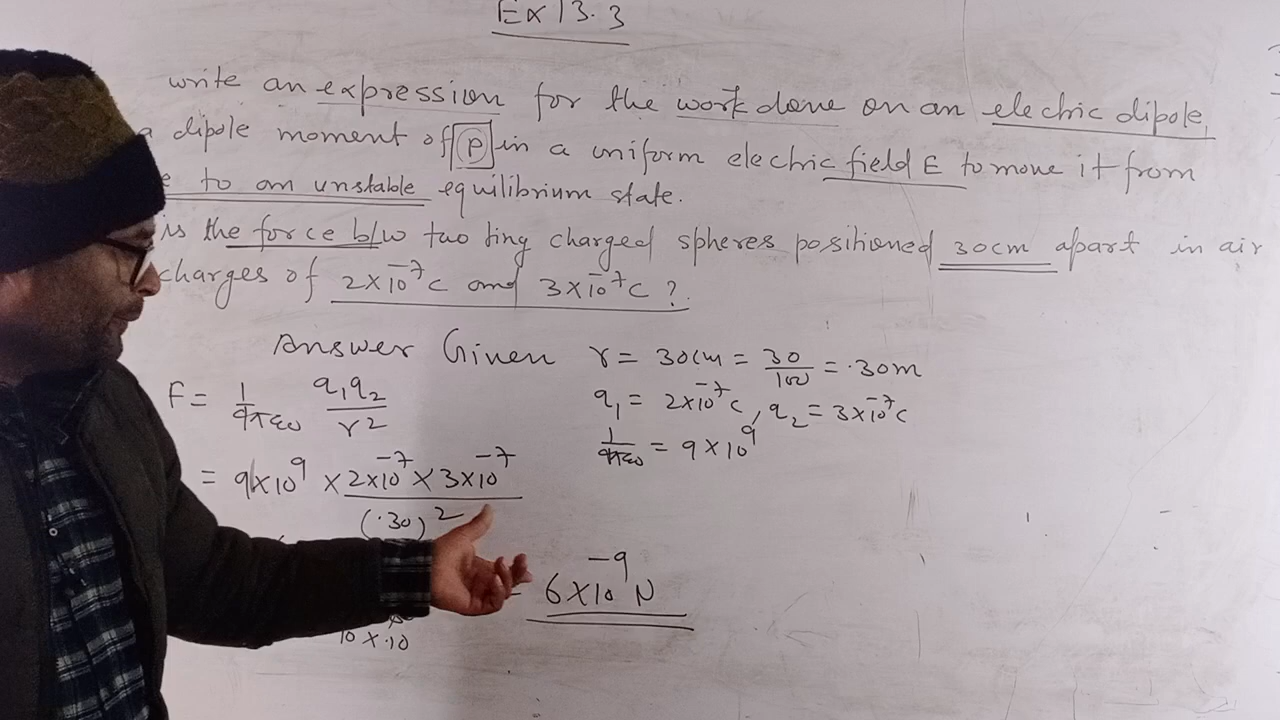 Ex 13.3
write an expression for the work done on an electric dipole,
a dipole moment of p in a uniform electric field E to move it from
e to an unstable equilibrium state.
is the force b/w two ting charged spheres positioned 30cm apart in air
charges of 2×10⁻⁷c and 3×10⁻⁷c ?
Answer Given r = 30cm = 30/100 = .30m
F = 1/4πε₀ q₁q₂/r²
q₁ = 2×10⁻⁷c, q₂ = 3×10⁻⁷c
1/4πε₀ = 9×10⁹
= 9×10⁹ × 2×10⁻⁷ × 3×10⁻⁷
(.30)²
= 6×10⁻⁹ N
10×.10